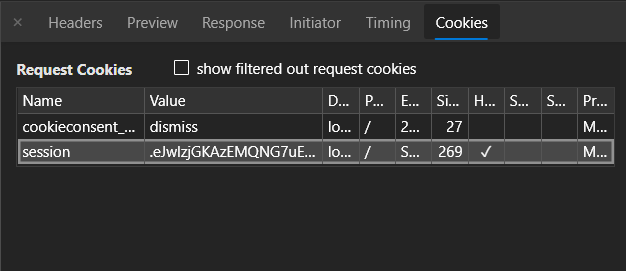 × Headers Preview Response Initiator Timing Cookies
Request Cookies show filtered out request cookies
Name Value D... P... E... Si... H... S... S... Pr...
cookieconsent_... dismiss lo... / 2... 27 M...
session .eJwlzjGKAzEMQNG7uE... lo... / S... 269 ✓ M...